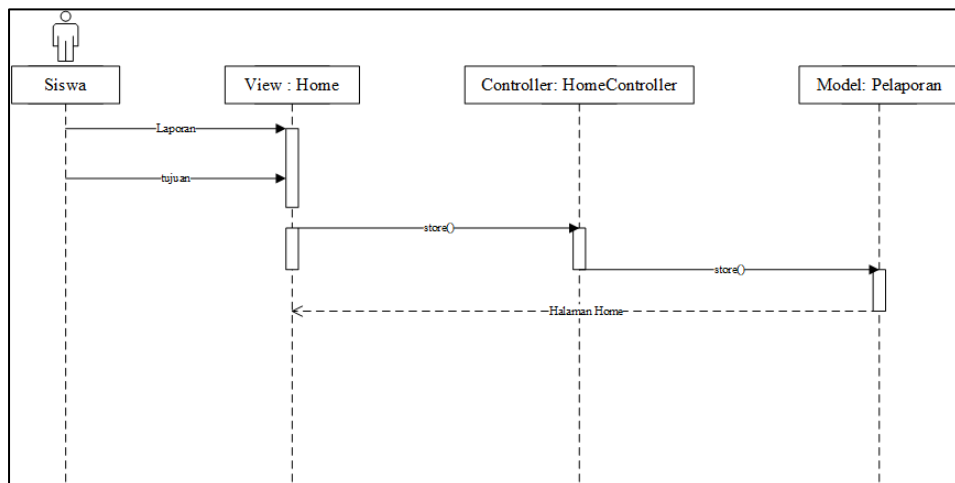 Siswa
View : Home
Controller: HomeController
Model: Pelaporan
Laporan
tujuan
store()
store()
Halaman Home